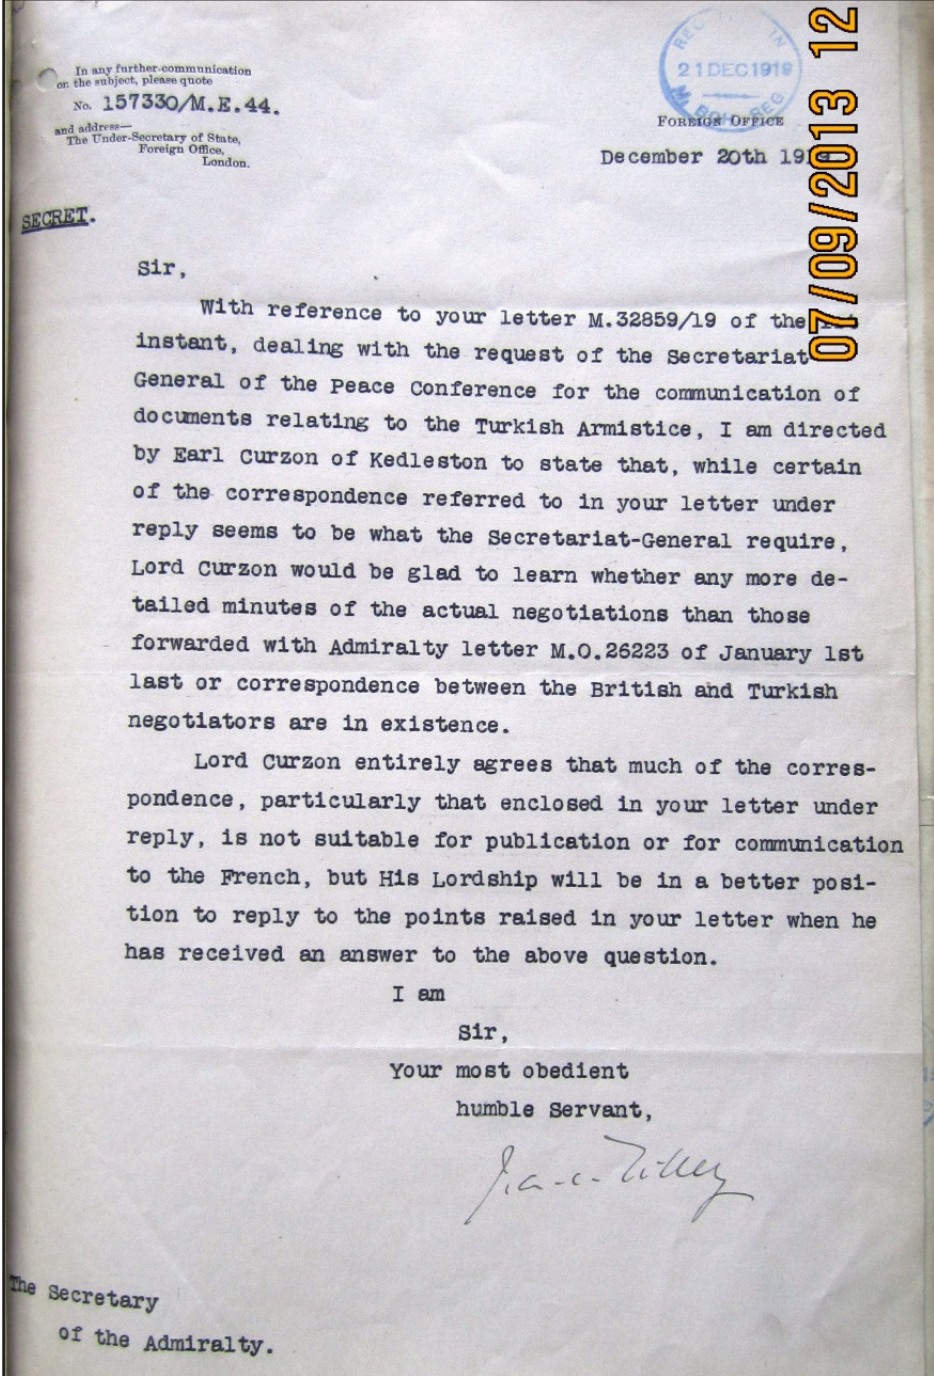 In any further communication
on the subject, please quote
No. 157330/M.E.44.
and address—
The Under-Secretary of State,
Foreign Office,
London.
21 DEC 1919
FOREIGN OFFICE
December 20th 19
07/09/2013 12
SECRET.
Sir,
With reference to your letter M.32859/19 of the
instant, dealing with the request of the Secretariat
General of the Peace Conference for the communication of
documents relating to the Turkish Armistice, I am directed
by Earl Curzon of Kedleston to state that, while certain
of the correspondence referred to in your letter under
reply seems to be what the Secretariat-General require,
Lord Curzon would be glad to learn whether any more de-
tailed minutes of the actual negotiations than those
forwarded with Admiralty letter M.O.26223 of January 1st
last or correspondence between the British and Turkish
negotiators are in existence.
Lord Curzon entirely agrees that much of the corres-
pondence, particularly that enclosed in your letter under
reply, is not suitable for publication or for communication
to the French, but His Lordship will be in a better posi-
tion to reply to the points raised in your letter when he
has received an answer to the above question.
I am
Sir,
Your most obedient
humble Servant,
J.A.C. Tilley
The Secretary
of the Admiralty.